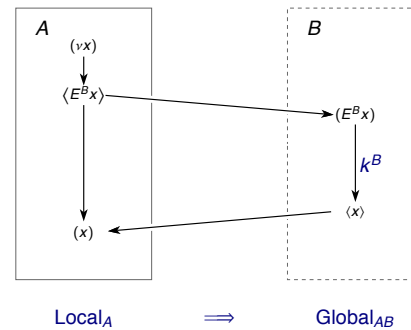 A
B
(νx)
⟨E^B x⟩
(E^B x)
k^B
⟨x⟩
(x)
Local_A ⟹ Global_AB